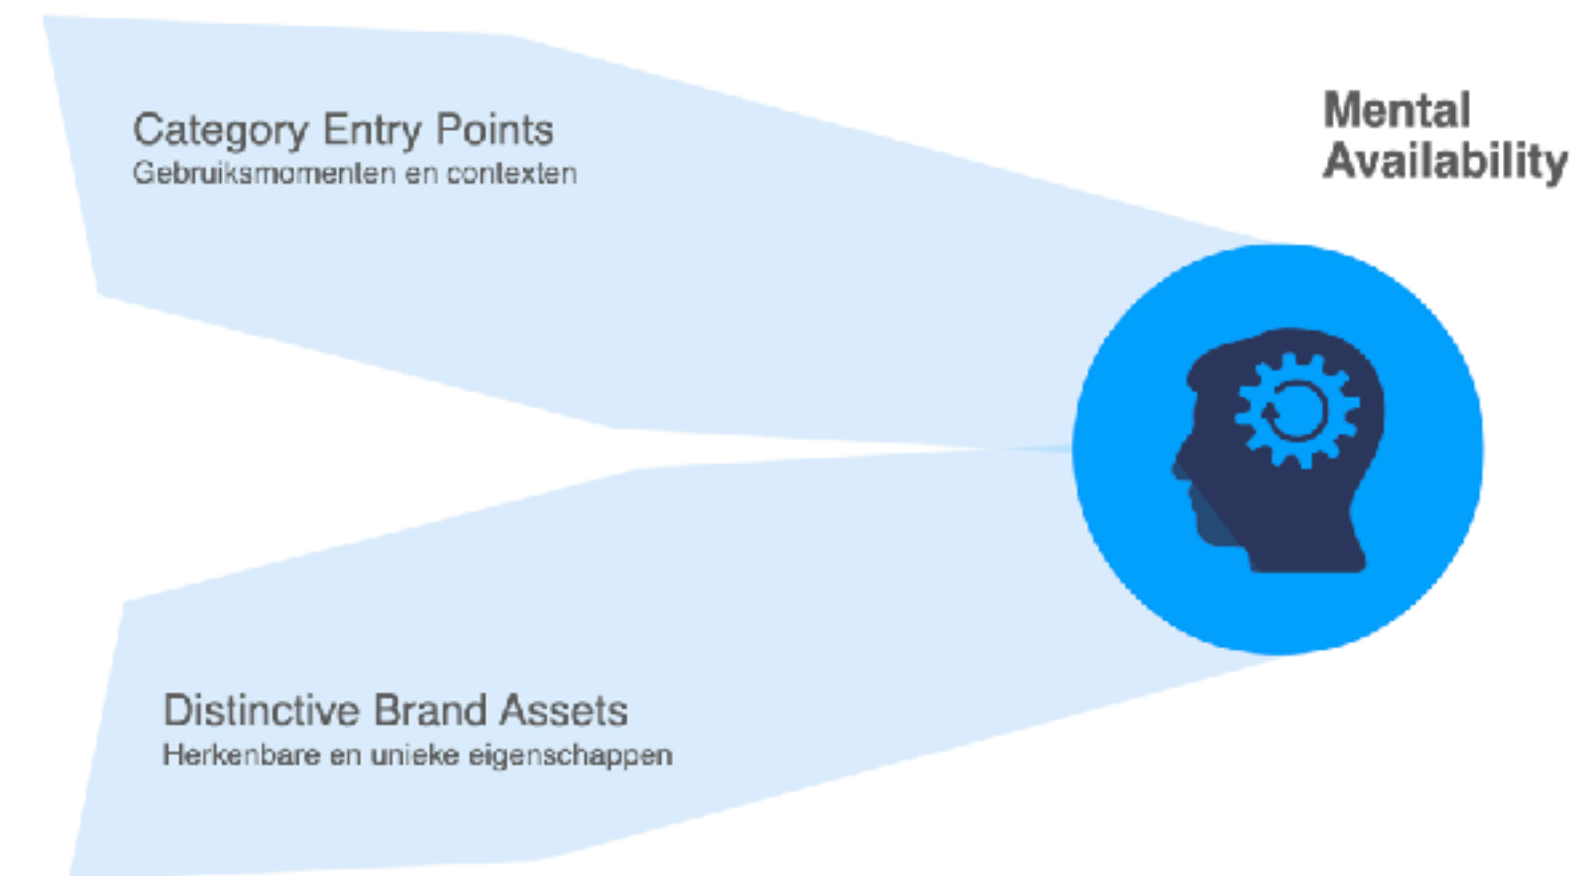 Category Entry Points
Gebruiksmomenten en contexten
Mental
Availability
Distinctive Brand Assets
Herkenbare en unieke eigenschappen